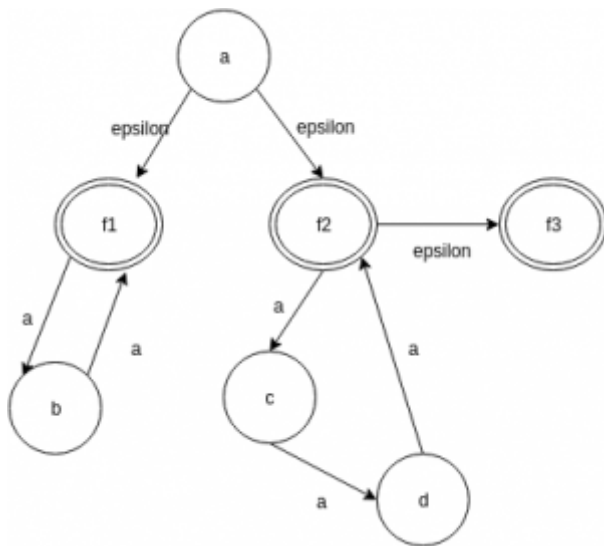 a
epsilon epsilon
f1 f2 f3
epsilon
a a a a
b c
a d